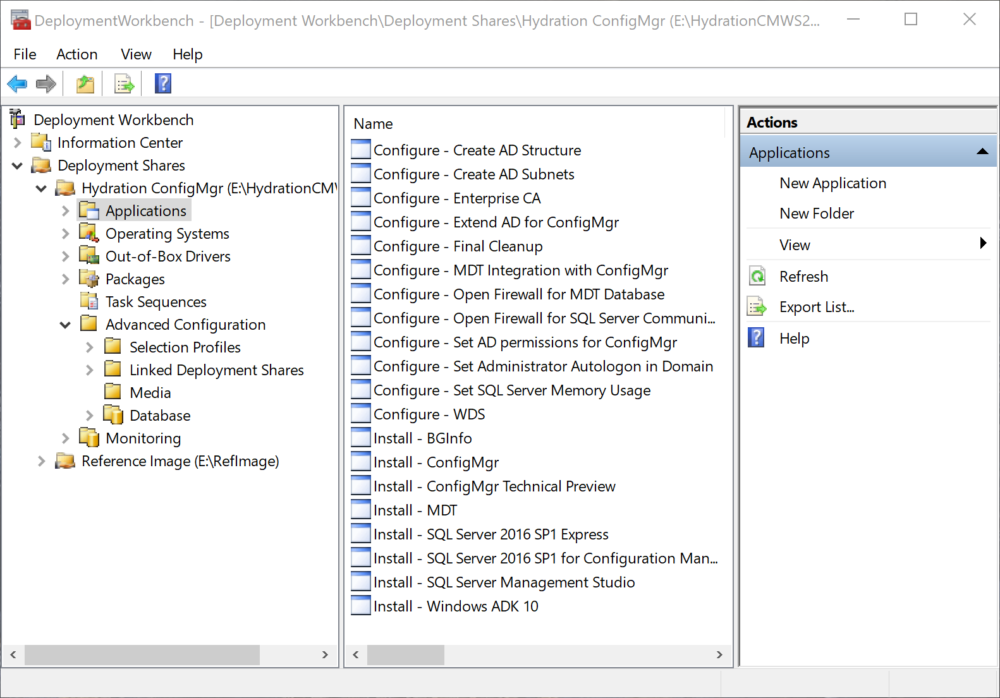 DeploymentWorkbench - [Deployment Workbench\Deployment Shares\Hydration ConfigMgr (E:\HydrationCMWS2...
File Action View Help
Deployment Workbench
Information Center
Deployment Shares
Hydration ConfigMgr (E:\HydrationCMW
Applications
Operating Systems
Out-of-Box Drivers
Packages
Task Sequences
Advanced Configuration
Selection Profiles
Linked Deployment Shares
Media
Database
Monitoring
Reference Image (E:\RefImage)
Name
Configure - Create AD Structure
Configure - Create AD Subnets
Configure - Enterprise CA
Configure - Extend AD for ConfigMgr
Configure - Final Cleanup
Configure - MDT Integration with ConfigMgr
Configure - Open Firewall for MDT Database
Configure - Open Firewall for SQL Server Communi...
Configure - Set AD permissions for ConfigMgr
Configure - Set Administrator Autologon in Domain
Configure - Set SQL Server Memory Usage
Configure - WDS
Install - BGInfo
Install - ConfigMgr
Install - ConfigMgr Technical Preview
Install - MDT
Install - SQL Server 2016 SP1 Express
Install - SQL Server 2016 SP1 for Configuration Man...
Install - SQL Server Management Studio
Install - Windows ADK 10
Actions
Applications
New Application
New Folder
View
Refresh
Export List...
Help